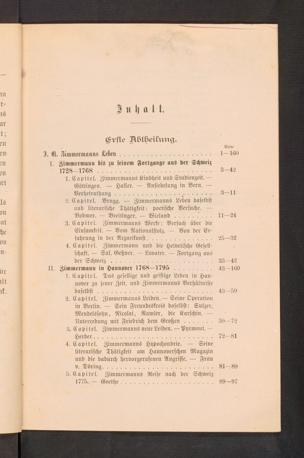 Inhalt.
Erste Abtheilung.
Seite
J. G. Zimmermanns Leben . . . 1—160
I. Zimmermann bis zu seinem Fortgange aus der Schweiz
1728—1768 . . . 3—42
1. Capitel. Zimmermanns Kindheit und Studienzeit. —
Göttingen. — Haller. — Ansiedelung in Bern. —
Verheirathung . . . 3—11
2. Capitel. Brugg. — Zimmermanns Leben daselbst
und literarische Thätigkeit: poetische Versuche. —
Bodmer. — Breitinger. — Wieland . . . 11—24
3. Capitel. Zimmermanns Werke: Versuch über die
Einsamkeit. — Vom Nationalstolz. — Von der Er-
fahrung in der Arzneikunst . . . 25—32
4. Capitel. Zimmermann und die helvetische Gesell-
schaft. — Sal. Geßner. — Lavater. — Fortgang aus
der Schweiz . . . 33—42
II. Zimmermann in Hannover 1768—1795 . . . 43—160
1. Capitel. Das gesellige und geistige Leben in Han-
nover zu jener Zeit, und Zimmermanns Verhältnisse
daselbst . . . 43—59
2. Capitel. Zimmermanns Leiden. — Seine Operation
in Berlin. — Sein Freundeskreis daselbst: Sulzer,
Mendelssohn, Nicolai, Ramler, die Karschin. —
Unterredung mit Friedrich dem Großen . . . 59—72
3. Capitel. Zimmermanns neue Leiden. — Pyrmont. —
Herder . . . 72—81
4. Capitel. Zimmermanns Hypochondrie. — Seine
literarische Thätigkeit am Hannoverschen Magazin
und die dadurch hervorgerufenen Angriffe. — Frau
v. Döring . . . 81—89
5. Capitel. Zimmermanns Reise nach der Schweiz
1775. — Goethe . . . 89—97